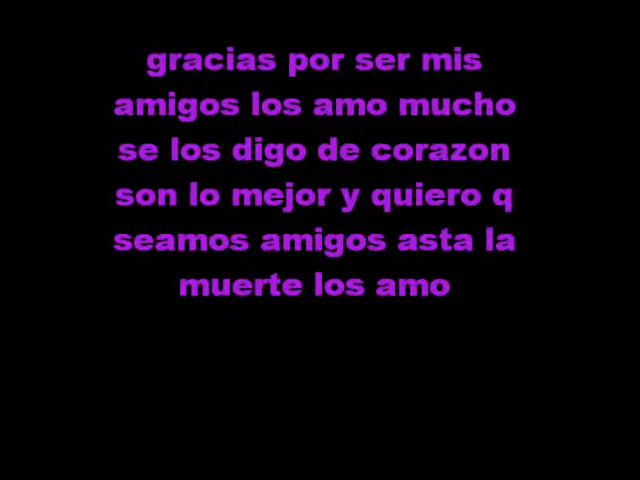 gracias por ser mis
amigos los amo mucho
se los digo de corazon
son lo mejor y quiero q
seamos amigos asta la
muerte los amo